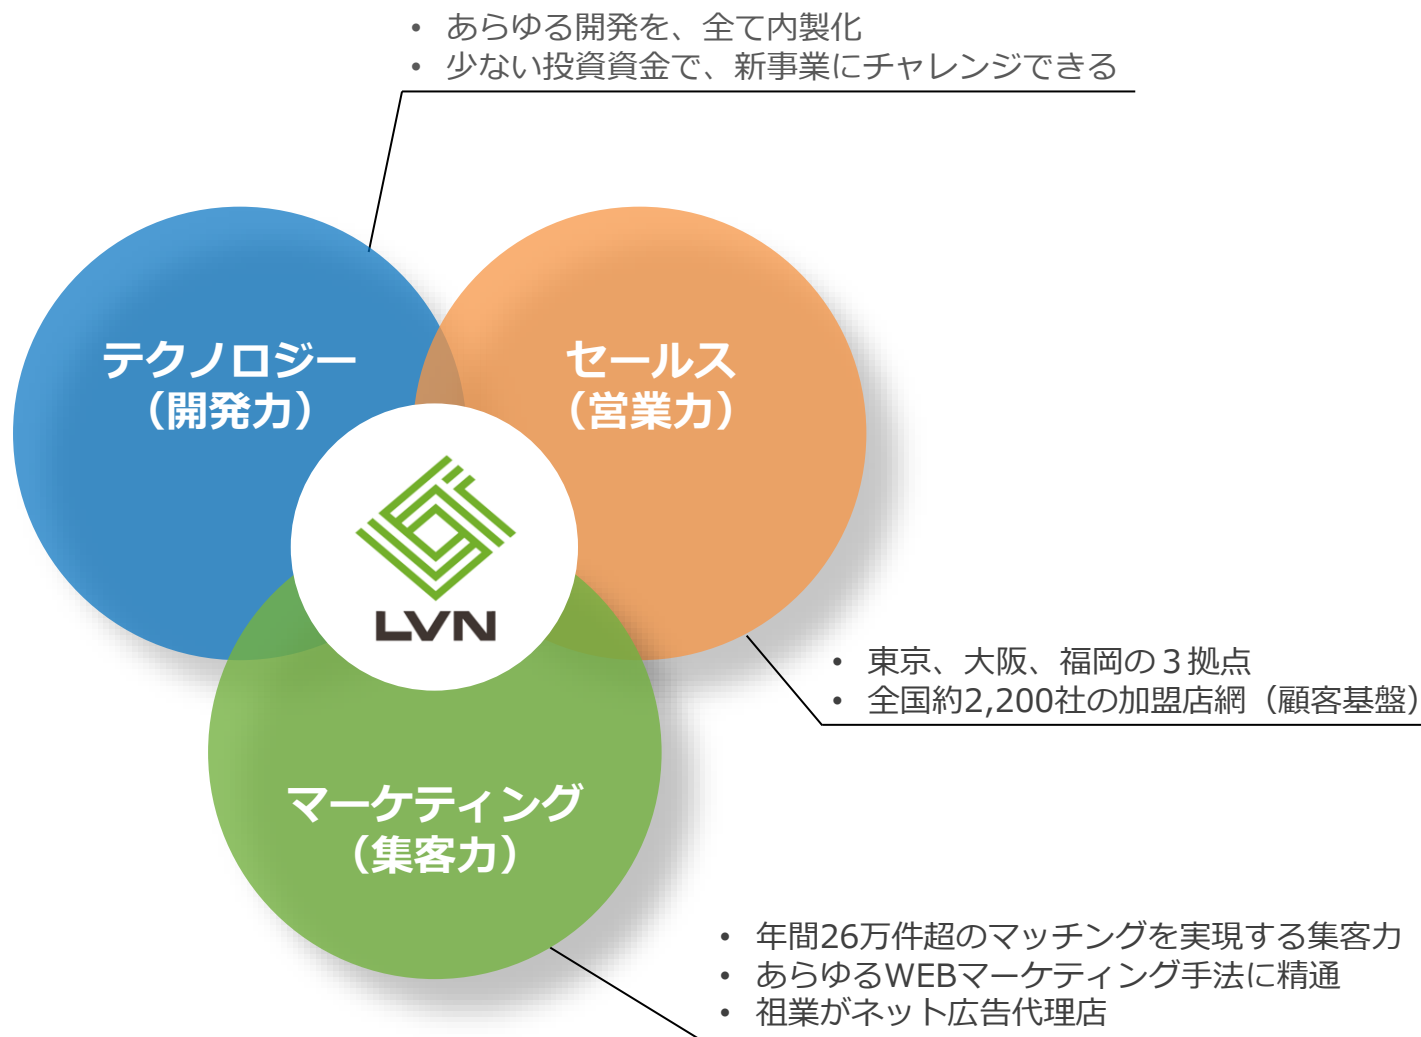 • あらゆる開発を、全て内製化
• 少ない投資資金で、新事業にチャレンジできる
テクノロジー
（開発力）
セールス
（営業力）
LVN
• 東京、大阪、福岡の３拠点
• 全国約2,200社の加盟店網（顧客基盤）
マーケティング
（集客力）
• 年間26万件超のマッチングを実現する集客力
• あらゆるWEBマーケティング手法に精通
• 祖業がネット広告代理店